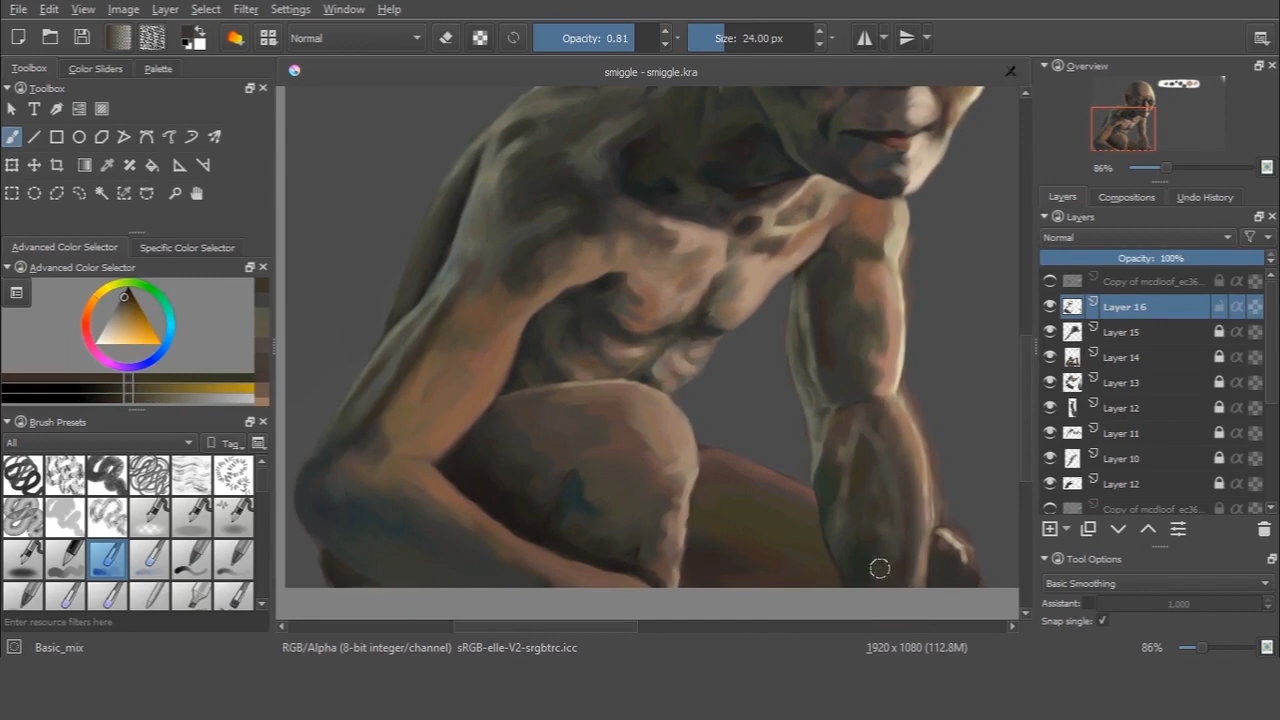 File Edit View Image Layer Select Filter Settings Window Help
Normal Opacity: 0.81 Size: 24.00 px
Toolbox Color Sliders Palette
smiggle - smiggle.kra
Overview
Toolbox
86%
Layers Compositions Undo History
Layers
Normal
Advanced Color Selector Specific Color Selector
Opacity: 100%
Advanced Color Selector
Copy of mcdloof_ec36...
Layer 16
Layer 15
Layer 14
Layer 13
Layer 12
Brush Presets
Layer 11
All Tag
Layer 10
Layer 12
Copy of mcdloof_ec36...
Tool Options
Basic Smoothing
Assistant: 1.000
Enter resource filters here
Snap single:
Basic_mix
RGB/Alpha (8-bit integer/channel) sRGB-elle-V2-srgbtrc.icc
1920 x 1080 (112.8M)
86%